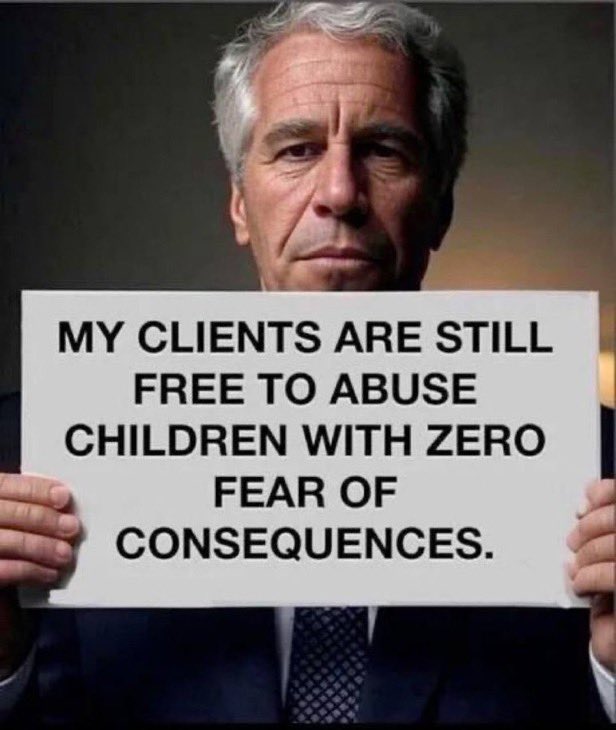 MY CLIENTS ARE STILL
FREE TO ABUSE
CHILDREN WITH ZERO
FEAR OF
CONSEQUENCES.